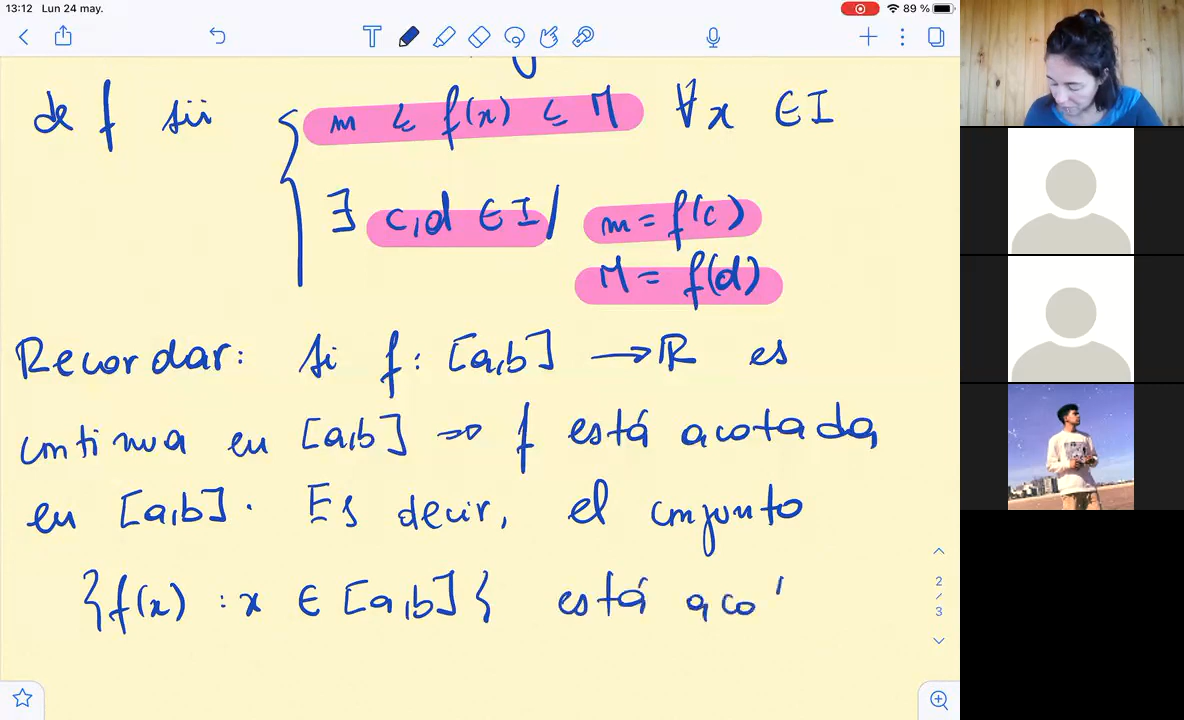 13:12 Lun 24 may. 89 %
de f sii { m ≤ f(x) ≤ M ∀x ∈ I
∃ c,d ∈ I / m = f(c)
M = f(d)
Recordar: Si f: [a,b] → ℝ es
continua en [a,b] ⇒ f está acotada
en [a,b]. Es decir, el conjunto
{f(x) : x ∈ [a,b]} está aco
2
/
3